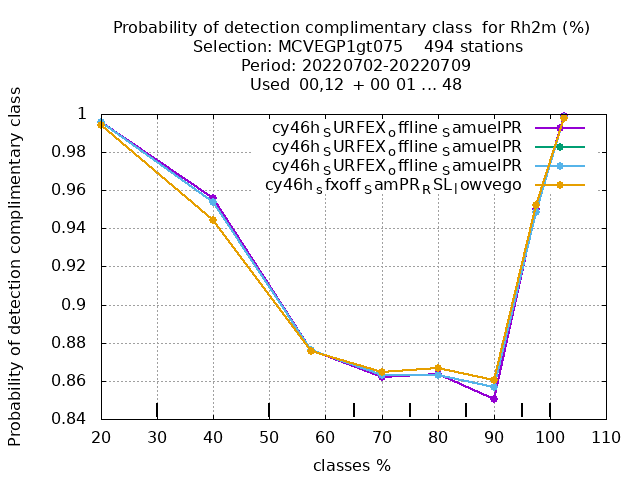 Probability of detection complimentary class  for Rh2m (%)
Selection: MCVEGP1gt075    494 stations
Period: 20220702-20220709
Used  00,12  + 00 01 ... 48
Probability of detection complimentary class
1
0.98
0.96
0.94
0.92
0.9
0.88
0.86
0.84
cy46h_SURFEX_offline_SamuelPR
cy46h_SURFEX_offline_SamuelPR
cy46h_SURFEX_offline_SamuelPR
cy46h_sfxoff_SamPR_RSL_lowvego
20 30 40 50 60 70 80 90 100 110
classes %